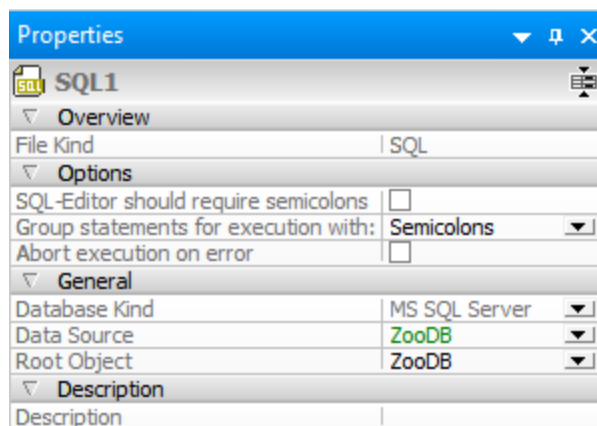 Properties
sql SQL1
Overview
File Kind SQL
Options
SQL-Editor should require semicolons
Group statements for execution with: Semicolons
Abort execution on error
General
Database Kind MS SQL Server
Data Source ZooDB
Root Object ZooDB
Description
Description